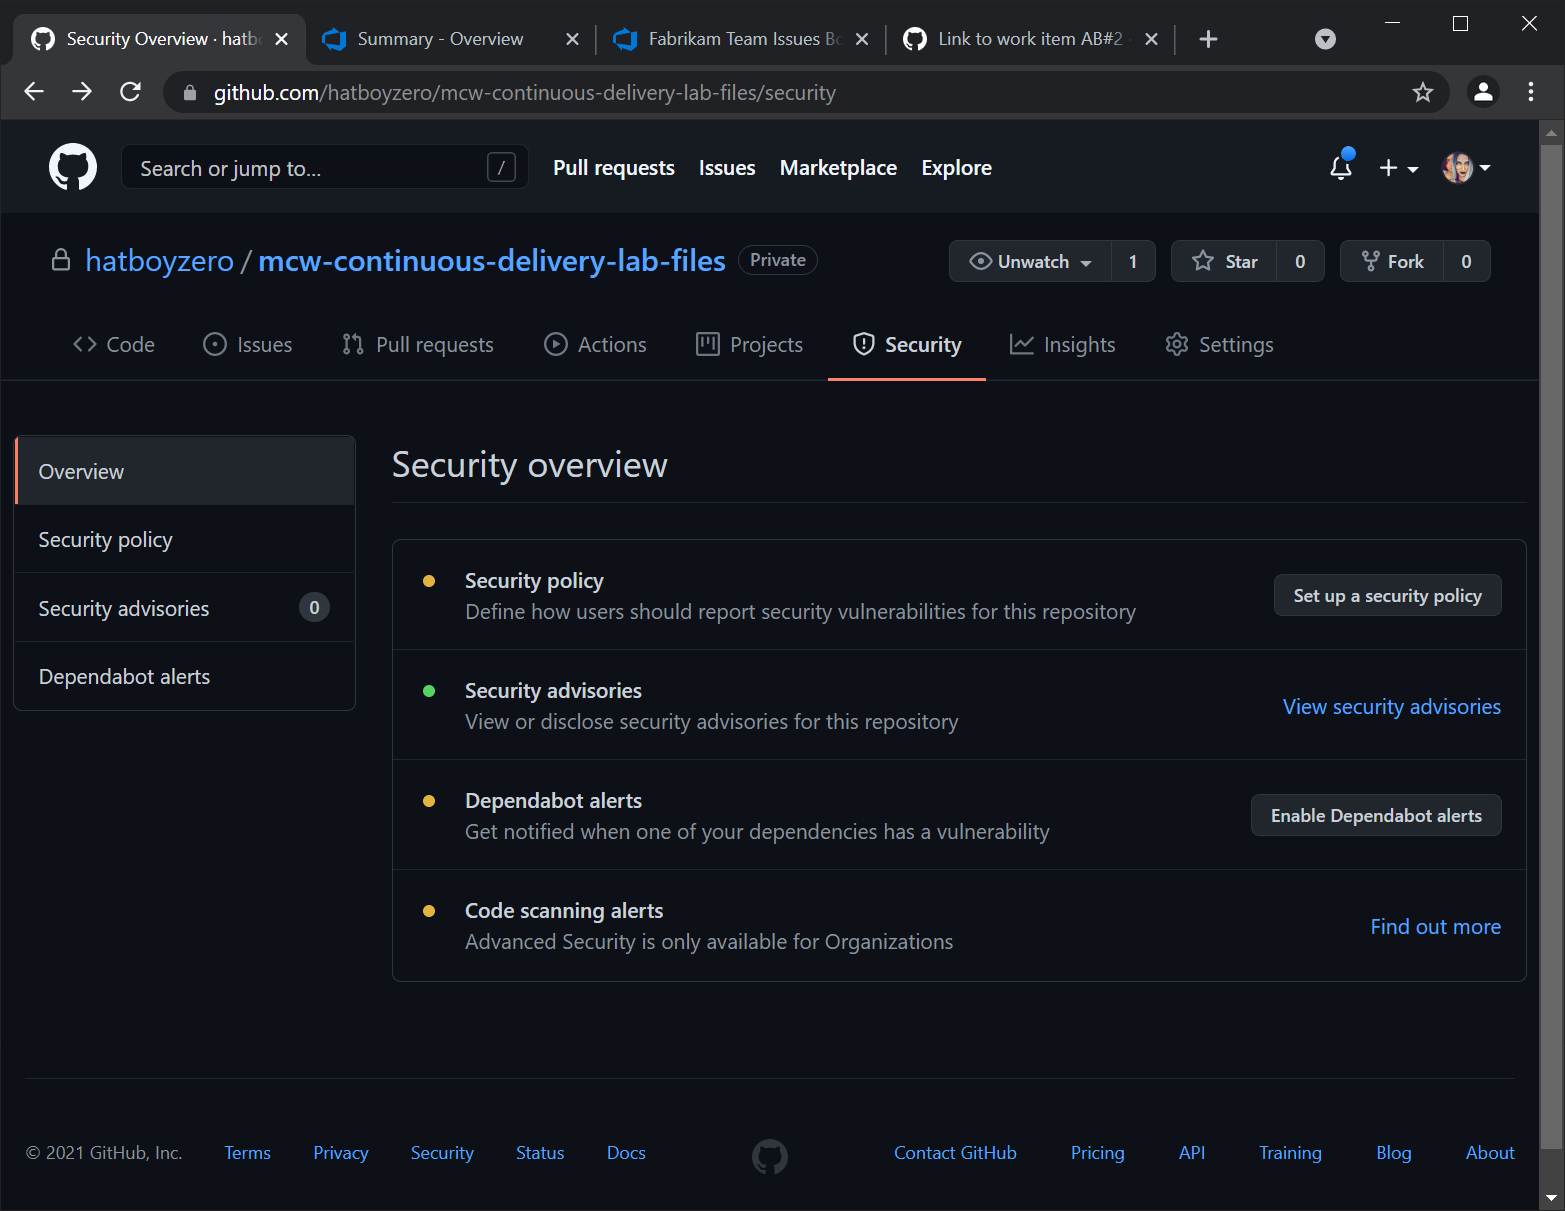 Security Overview · hatb
Summary - Overview
Fabrikam Team Issues Bo
Link to work item AB#2
github.com/hatboyzero/mcw-continuous-delivery-lab-files/security
Search or jump to... /
Pull requests Issues Marketplace Explore
hatboyzero / mcw-continuous-delivery-lab-files Private
Unwatch 1 Star 0 Fork 0
Code Issues Pull requests Actions Projects Security Insights Settings
Overview
Security policy
Security advisories 0
Dependabot alerts
Security overview
Security policy
Define how users should report security vulnerabilities for this repository
Set up a security policy
Security advisories
View or disclose security advisories for this repository
View security advisories
Dependabot alerts
Get notified when one of your dependencies has a vulnerability
Enable Dependabot alerts
Code scanning alerts
Advanced Security is only available for Organizations
Find out more
© 2021 GitHub, Inc. Terms Privacy Security Status Docs Contact GitHub Pricing API Training Blog About